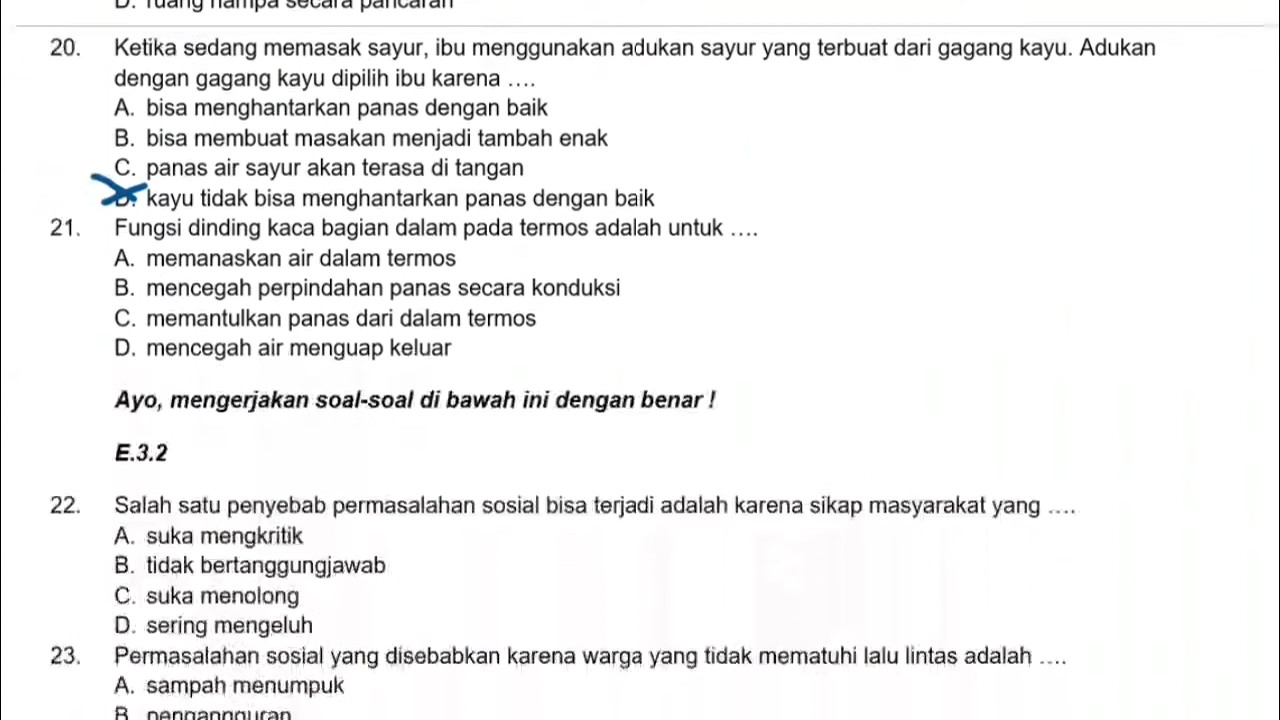 D. ruang hampa secara pancaran
20. Ketika sedang memasak sayur, ibu menggunakan adukan sayur yang terbuat dari gagang kayu. Adukan
dengan gagang kayu dipilih ibu karena ....
A. bisa menghantarkan panas dengan baik
B. bisa membuat masakan menjadi tambah enak
C. panas air sayur akan terasa di tangan
D. kayu tidak bisa menghantarkan panas dengan baik
21. Fungsi dinding kaca bagian dalam pada termos adalah untuk ....
A. memanaskan air dalam termos
B. mencegah perpindahan panas secara konduksi
C. memantulkan panas dari dalam termos
D. mencegah air menguap keluar
Ayo, mengerjakan soal-soal di bawah ini dengan benar !
E.3.2
22. Salah satu penyebab permasalahan sosial bisa terjadi adalah karena sikap masyarakat yang ....
A. suka mengkritik
B. tidak bertanggungjawab
C. suka menolong
D. sering mengeluh
23. Permasalahan sosial yang disebabkan karena warga yang tidak mematuhi lalu lintas adalah ....
A. sampah menumpuk
B. pengangguran